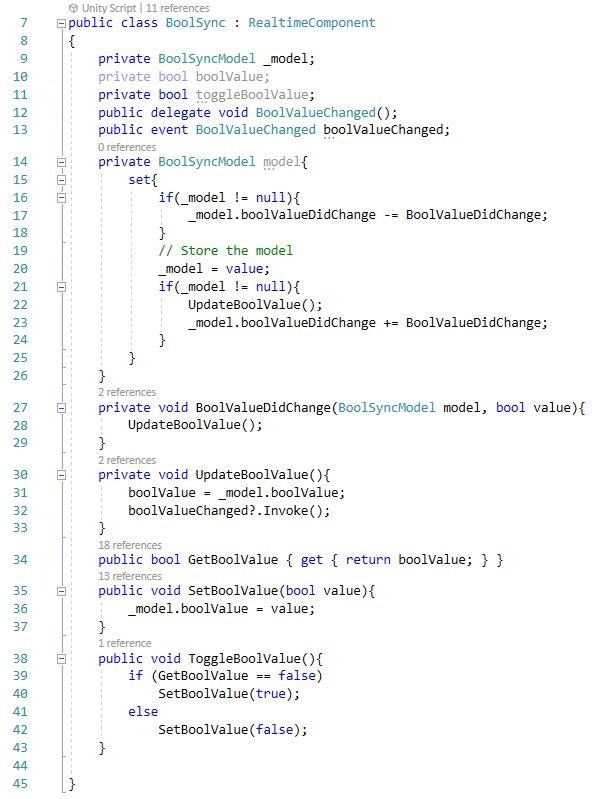 Unity Script | 11 references
7 public class BoolSync : RealtimeComponent
8 {
9 private BoolSyncModel _model;
10 private bool boolValue;
11 private bool toggleBoolValue;
12 public delegate void BoolValueChanged();
13 public event BoolValueChanged boolValueChanged;
0 references
14 private BoolSyncModel model{
15 set{
16 if(_model != null){
17 _model.boolValueDidChange -= BoolValueDidChange;
18 }
19 // Store the model
20 _model = value;
21 if(_model != null){
22 UpdateBoolValue();
23 _model.boolValueDidChange += BoolValueDidChange;
24 }
25 }
26 }
2 references
27 private void BoolValueDidChange(BoolSyncModel model, bool value){
28 UpdateBoolValue();
29 }
2 references
30 private void UpdateBoolValue(){
31 boolValue = _model.boolValue;
32 boolValueChanged?.Invoke();
33 }
18 references
34 public bool GetBoolValue { get { return boolValue; } }
13 references
35 public void SetBoolValue(bool value){
36 _model.boolValue = value;
37 }
1 reference
38 public void ToggleBoolValue(){
39 if (GetBoolValue == false)
40 SetBoolValue(true);
41 else
42 SetBoolValue(false);
43 }
44
45 }